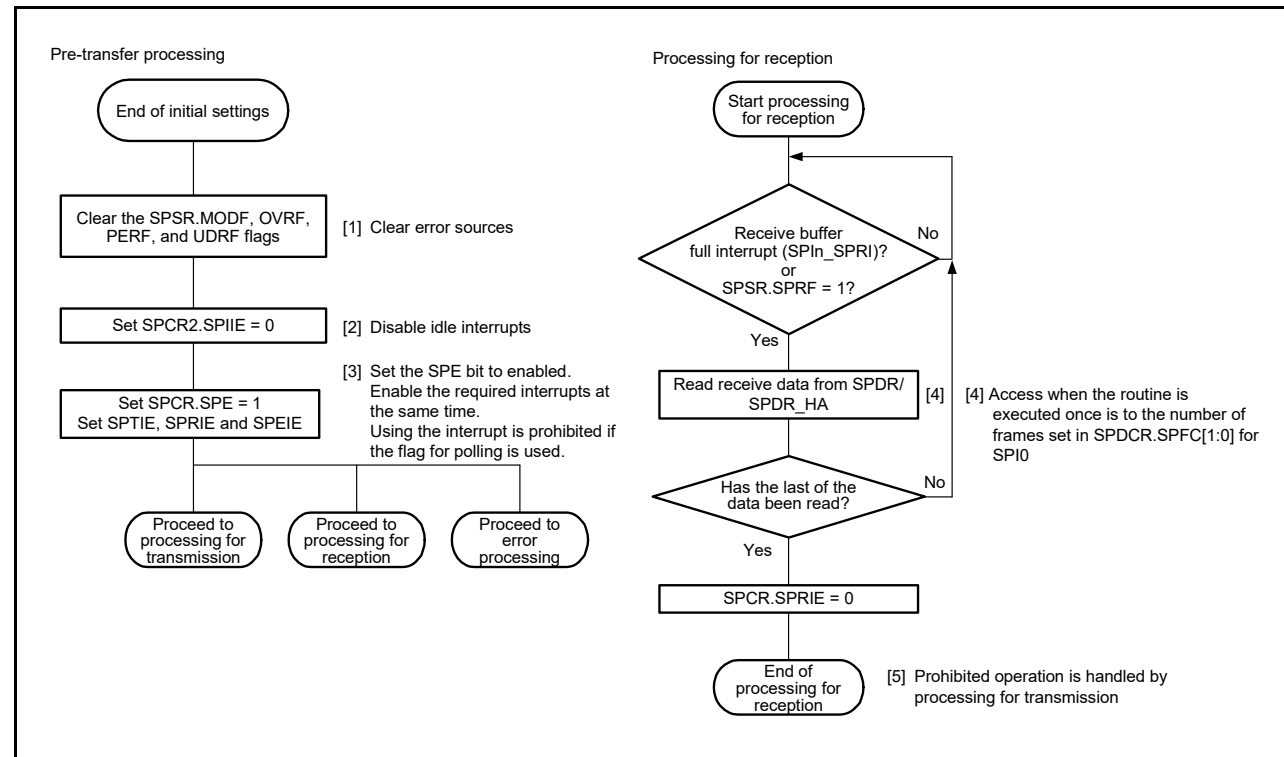 Pre-transfer processing
End of initial settings
Clear the SPSR.MODF, OVRF,
PERF, and UDRF flags
[1] Clear error sources
Set SPCR2.SPIIE = 0
[2] Disable idle interrupts
[3] Set the SPE bit to enabled.
Enable the required interrupts at
the same time.
Using the interrupt is prohibited if
the flag for polling is used.
Set SPCR.SPE = 1
Set SPTIE, SPRIE and SPEIE
Proceed to
processing for
transmission
Proceed to
processing for
reception
Proceed to
error
processing
Processing for reception
Start processing
for reception
Receive buffer
full interrupt (SPIn_SPRI)?
or
SPSR.SPRF = 1?
No
Yes
Read receive data from SPDR/
SPDR_HA
[4]
[4] Access when the routine is
executed once is to the number of
frames set in SPDCR.SPFC[1:0] for
SPI0
Has the last of the
data been read?
No
Yes
SPCR.SPRIE = 0
End of
processing for
reception
[5] Prohibited operation is handled by
processing for transmission